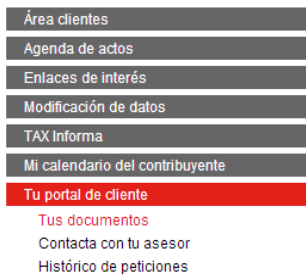 Área clientes
Agenda de actos
Enlaces de interés
Modificación de datos
TAX Informa
Mi calendario del contribuyente
Tu portal de cliente
Tus documentos
Contacta con tu asesor
Histórico de peticiones